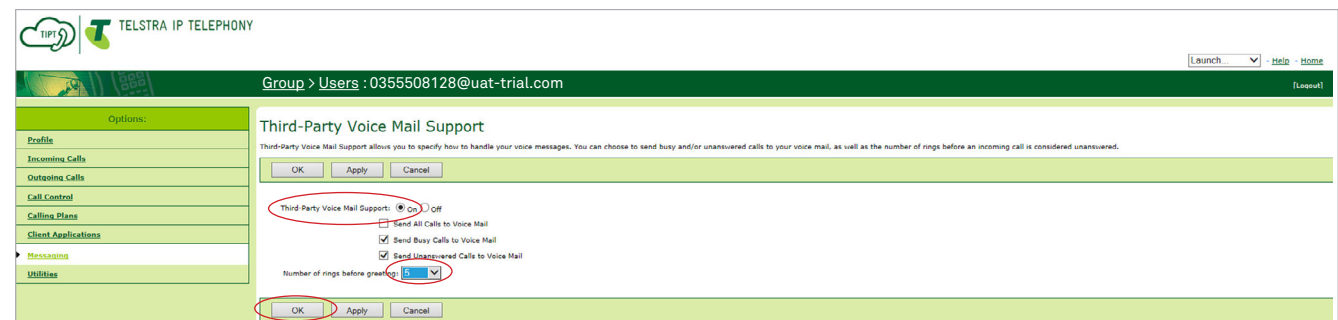 TIPT
TELSTRA IP TELEPHONY
Launch... - Help - Home
Group > Users : 0355508128@uat-trial.com
[Logout]
Options:
Profile
Incoming Calls
Outgoing Calls
Call Control
Calling Plans
Client Applications
Messaging
Utilities
Third-Party Voice Mail Support
Third-Party Voice Mail Support allows you to specify how to handle your voice messages. You can choose to send busy and/or unanswered calls to your voice mail, as well as the number of rings before an incoming call is considered unanswered.
OK Apply Cancel
Third-Party Voice Mail Support: On Off
Send All Calls to Voice Mail
Send Busy Calls to Voice Mail
Send Unanswered Calls to Voice Mail
Number of rings before greeting: 5
OK Apply Cancel